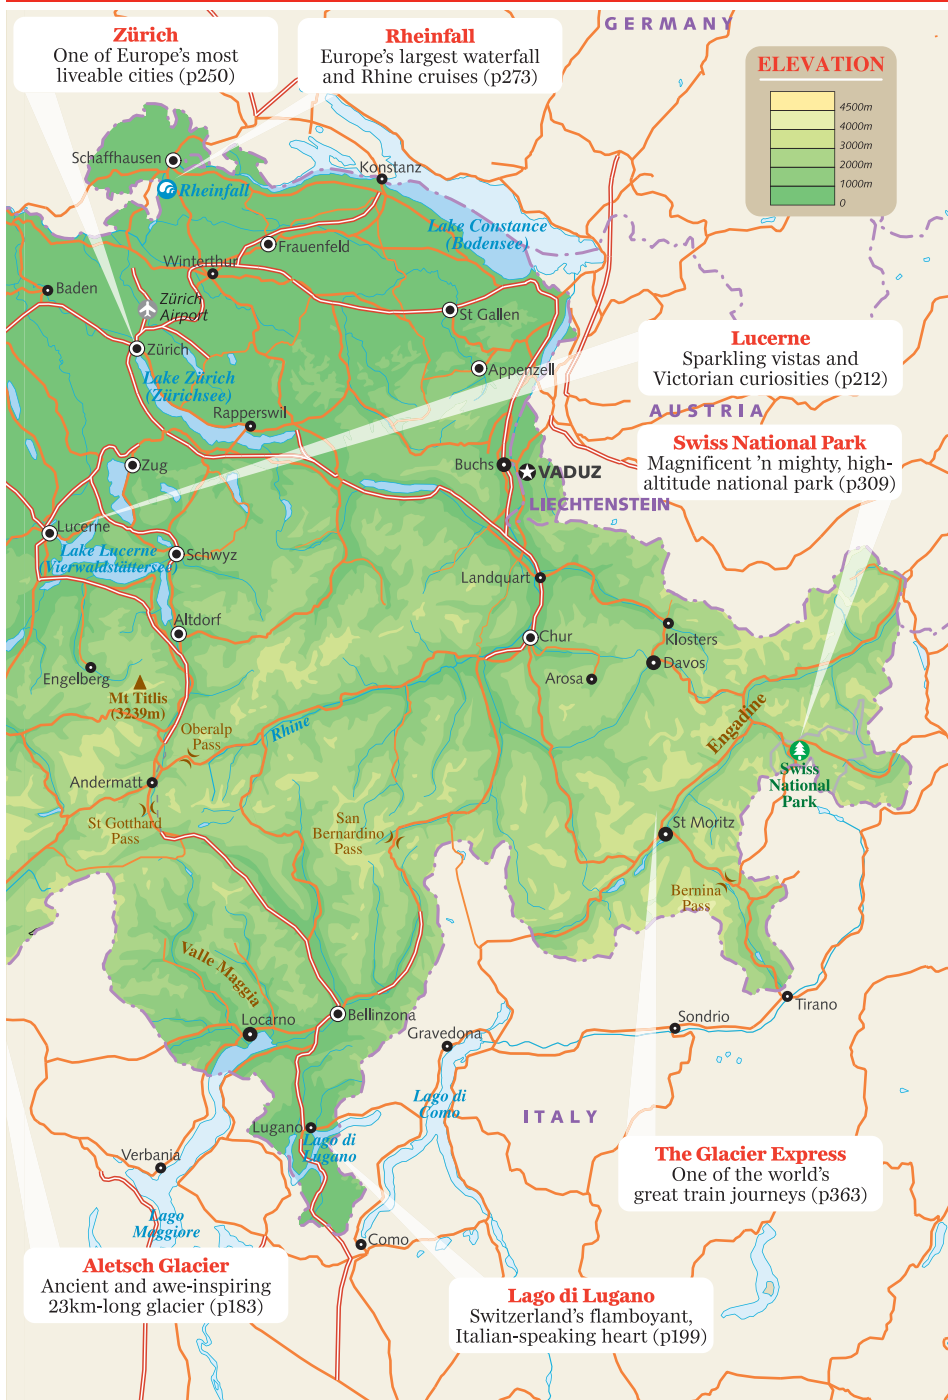 GERMANY
Zürich
One of Europe's most
liveable cities (p250)
Rheinfall
Europe's largest waterfall
and Rhine cruises (p273)
ELEVATION
4500m
4000m
3000m
2000m
1000m
0
Schaffhausen
Konstanz
Rheinfall
Lake Constance
(Bodensee)
Frauenfeld
Winterthur
Baden
Zürich
Airport
St Gallen
Zürich
Lucerne
Sparkling vistas and
Victorian curiosities (p212)
Appenzell
Lake Zürich
(Zürichsee)
Rapperswil
AUSTRIA
Swiss National Park
Magnificent 'n mighty, high-
altitude national park (p309)
Zug
Buchs
VADUZ
LIECHTENSTEIN
Lucerne
Lake Lucerne
(Vierwaldstättersee)
Schwyz
Landquart
Altdorf
Chur
Klosters
Davos
Engelberg
Arosa
Mt Titlis
(3239m)
Oberalp
Pass
Rhine
Engadine
Andermatt
Swiss
National
Park
St Gotthard
Pass
San
Bernardino
Pass
St Moritz
Bernina
Pass
Valle Maggia
Locarno
Bellinzona
Tirano
Gravedona
Sondrio
Lago di
Como
ITALY
Lugano
Lago di
Lugano
Verbania
The Glacier Express
One of the world's
great train journeys (p363)
Lago
Maggiore
Como
Aletsch Glacier
Ancient and awe-inspiring
23km-long glacier (p183)
Lago di Lugano
Switzerland's flamboyant,
Italian-speaking heart (p199)